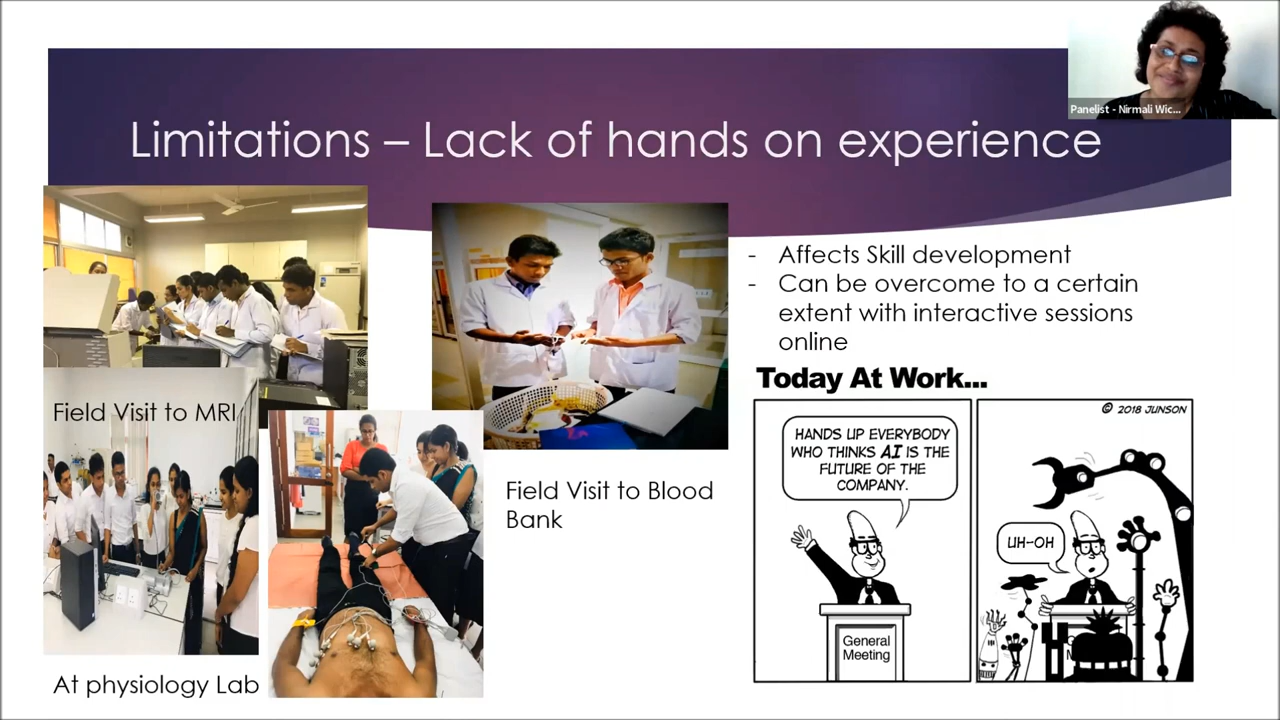 Panelist - Nirmali Wic...
Limitations – Lack of hands on experience
- Affects Skill development
- Can be overcome to a certain
extent with interactive sessions
online
Field Visit to MRI
Field Visit to Blood
Bank
At physiology Lab
Today At Work...
© 2018 JUNSON
HANDS UP EVERYBODY
WHO THINKS AI IS THE
FUTURE OF THE
COMPANY.
General
Meeting
UH-OH